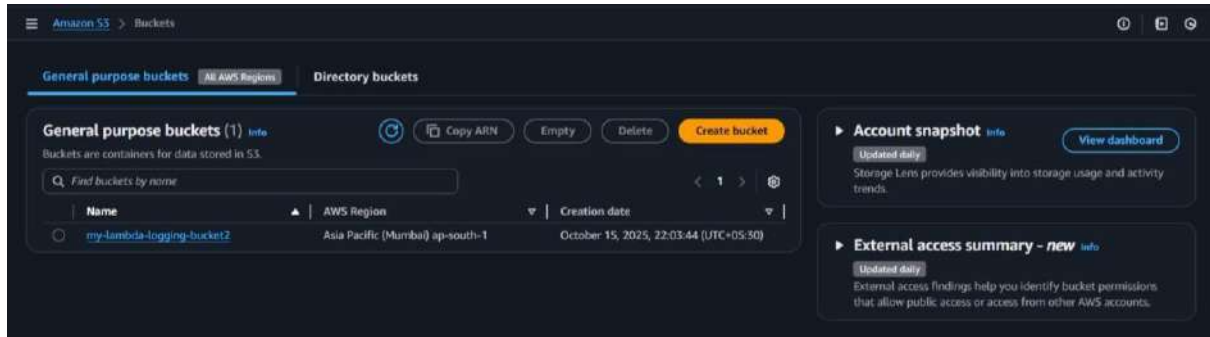 Amazon S3 > Buckets
General purpose buckets All AWS Regions Directory buckets
General purpose buckets (1) Info
Copy ARN Empty Delete Create bucket
Buckets are containers for data stored in S3.
Find buckets by name
< 1 >
Name AWS Region Creation date
my-lambda-logging-bucket2 Asia Pacific (Mumbai) ap-south-1 October 15, 2025, 22:03:44 (UTC+05:30)
Account snapshot Info View dashboard
Updated daily
Storage Lens provides visibility into storage usage and activity
trends.
External access summary - new Info
Updated daily
External access findings help you identify bucket permissions
that allow public access or access from other AWS accounts.